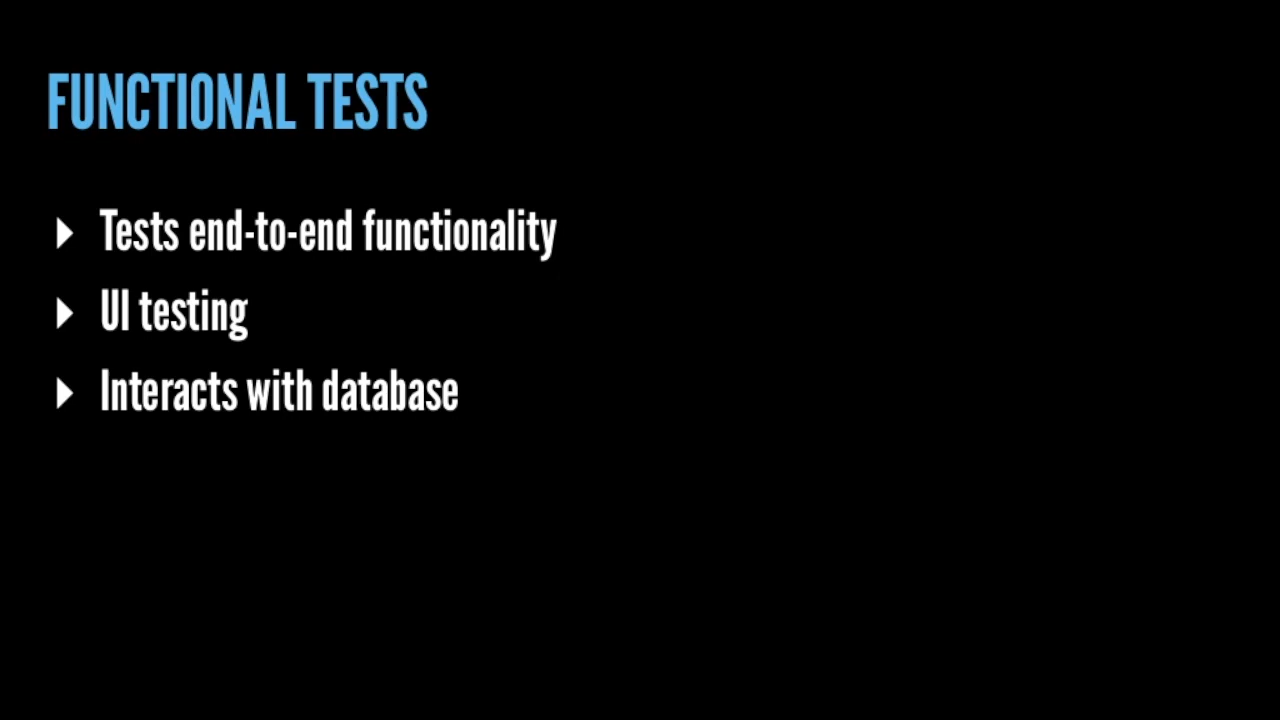 FUNCTIONAL TESTS
Tests end-to-end functionality
UI testing
Interacts with database